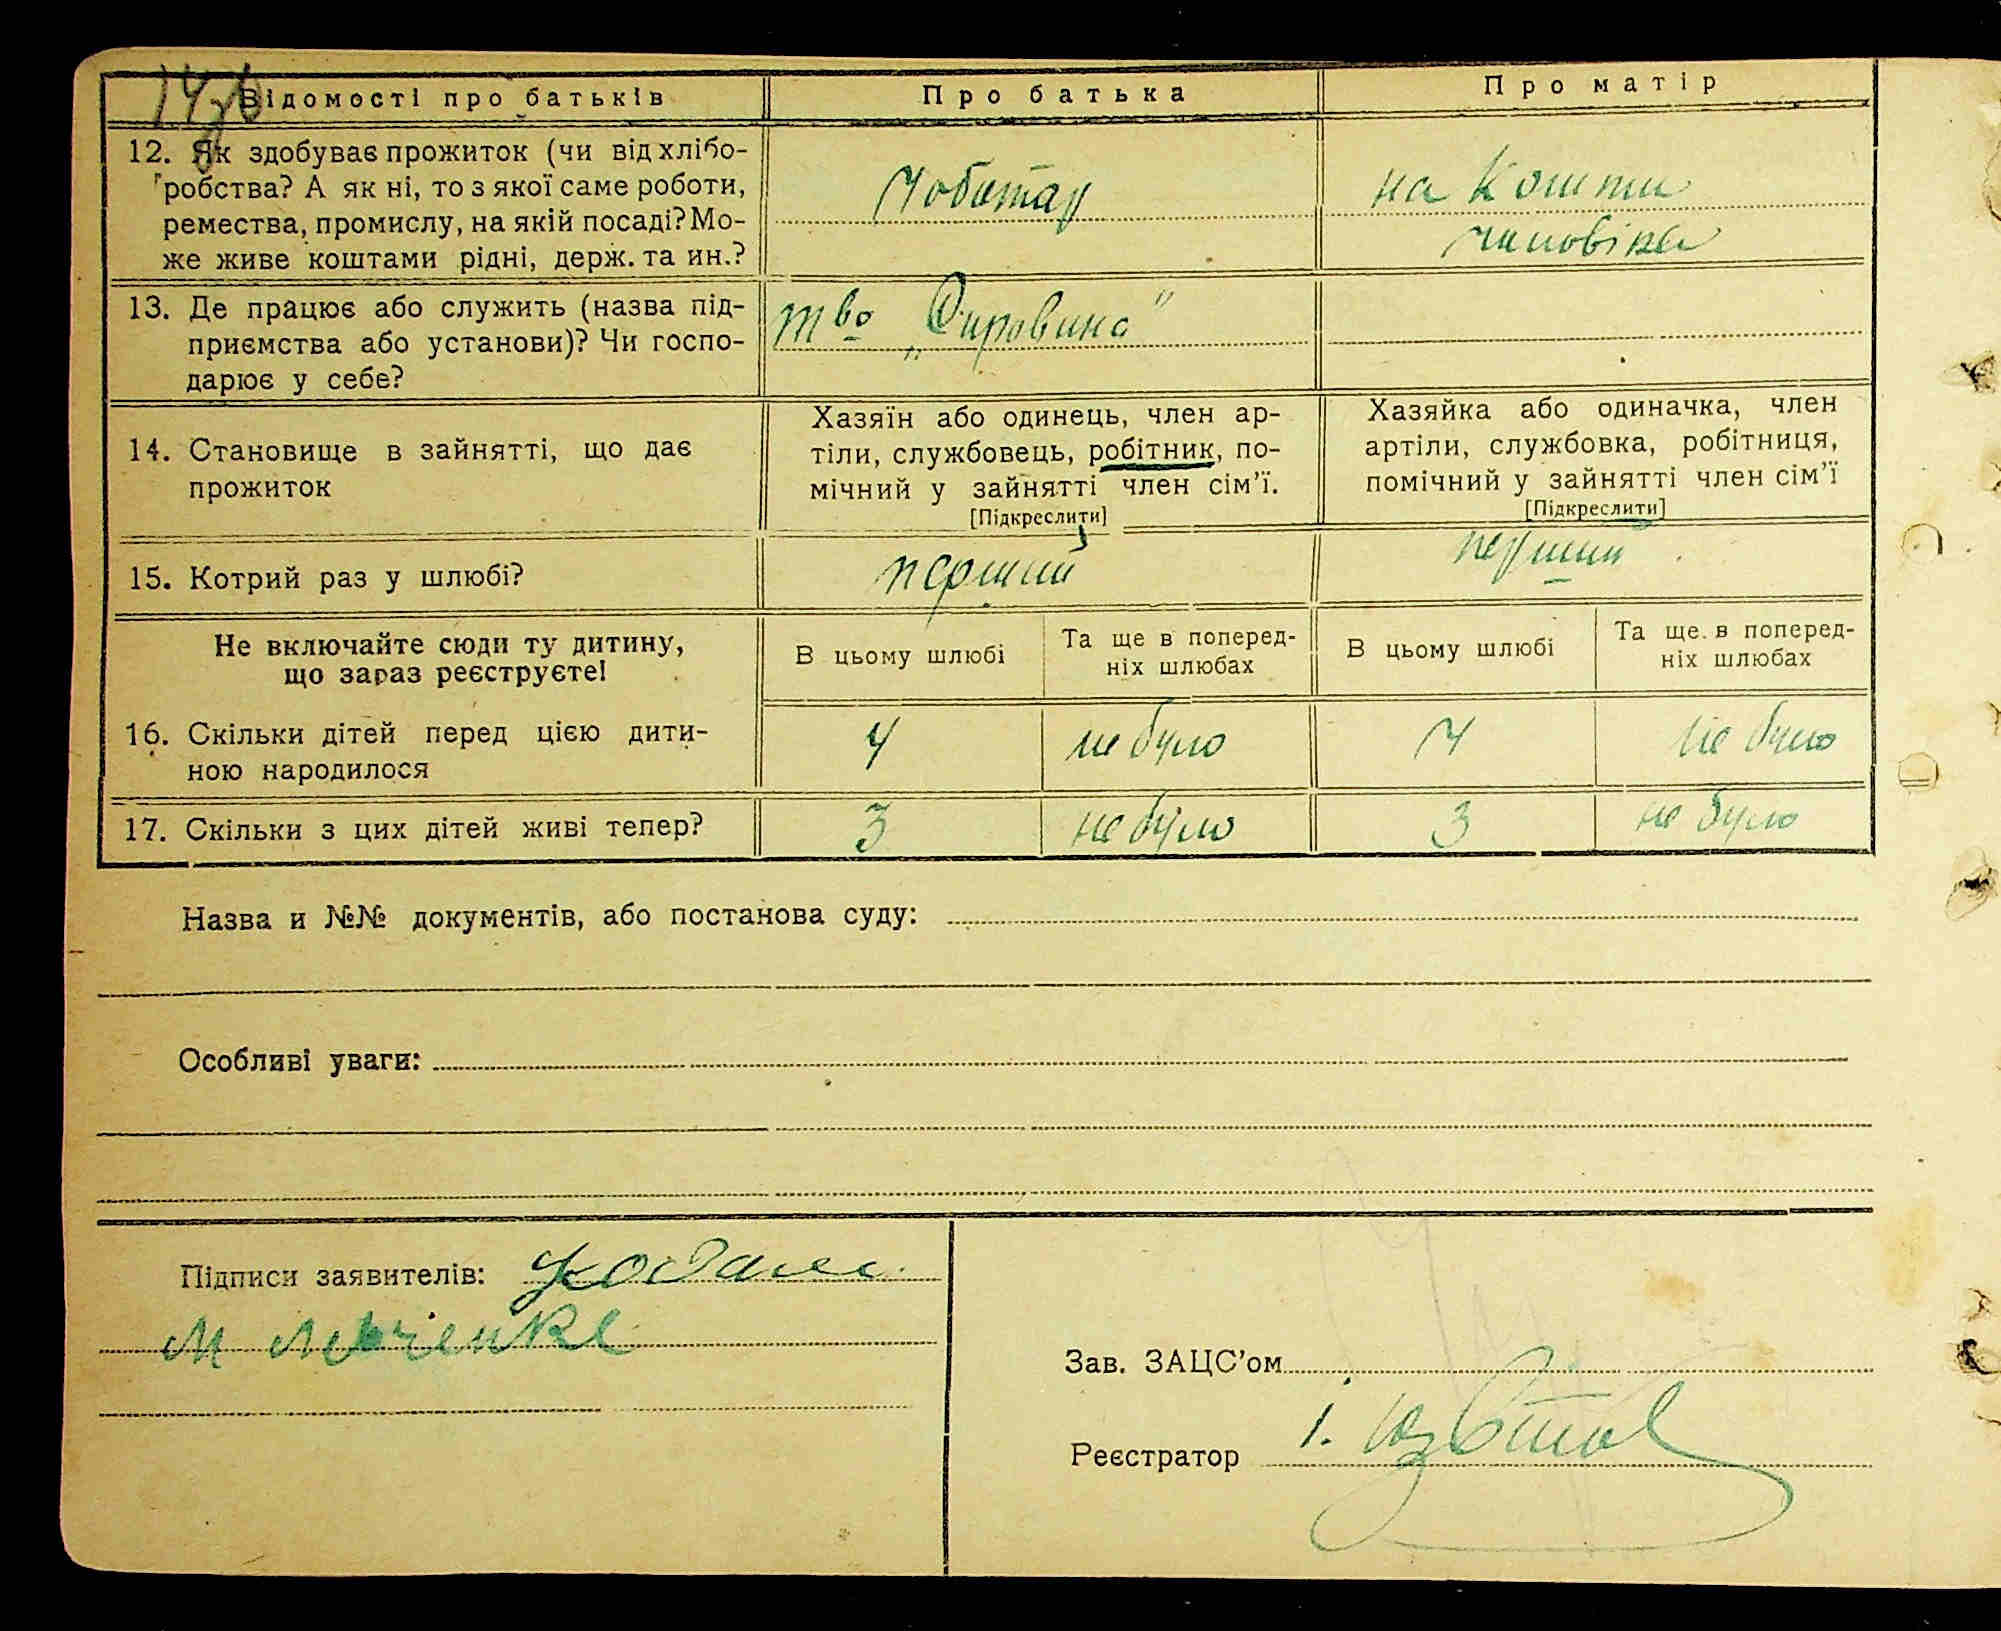 Відомості про батьків
Про батька
Про матір
12. Як здобуває прожиток (чи від хлібо-
робства? А як ні, то з якої саме роботи,
ремества, промислу, на якій посаді? Мо-
же живе коштами рідні, держ. та ин.?
Чоботар
на кошти
чиловіка
13. Де працює або служить (назва під-
приємства або установи)? Чи госпо-
дарює у себе?
т во „Сировина"
14. Становище в зайнятті, що дає
прожиток
Хазяїн або одинець, член ар-
тіли, службовець, робітник, по-
мічний у зайнятті член сім'ї.
[Підкреслити]
Хазяйка або одиначка, член
артіли, службовка, робітниця,
помічний у зайнятті член сім'ї
[Підкреслити]
15. Котрий раз у шлюбі?
перший
перший
Не включайте сюди ту дитину,
що зараз реєструєте!
В цьому шлюбі
Та ще в поперед-
ніх шлюбах
В цьому шлюбі
Та ще в поперед-
ніх шлюбах
16. Скільки дітей перед цією дити-
ною народилося
4
не було
4
не було
17. Скільки з цих дітей живі тепер?
3
не було
3
не було
Назва и №№ документів, або постанова суду:
Особливі уваги:
Підписи заявителів:
М
Зав. ЗАЦС'ом
Реєстратор
І.